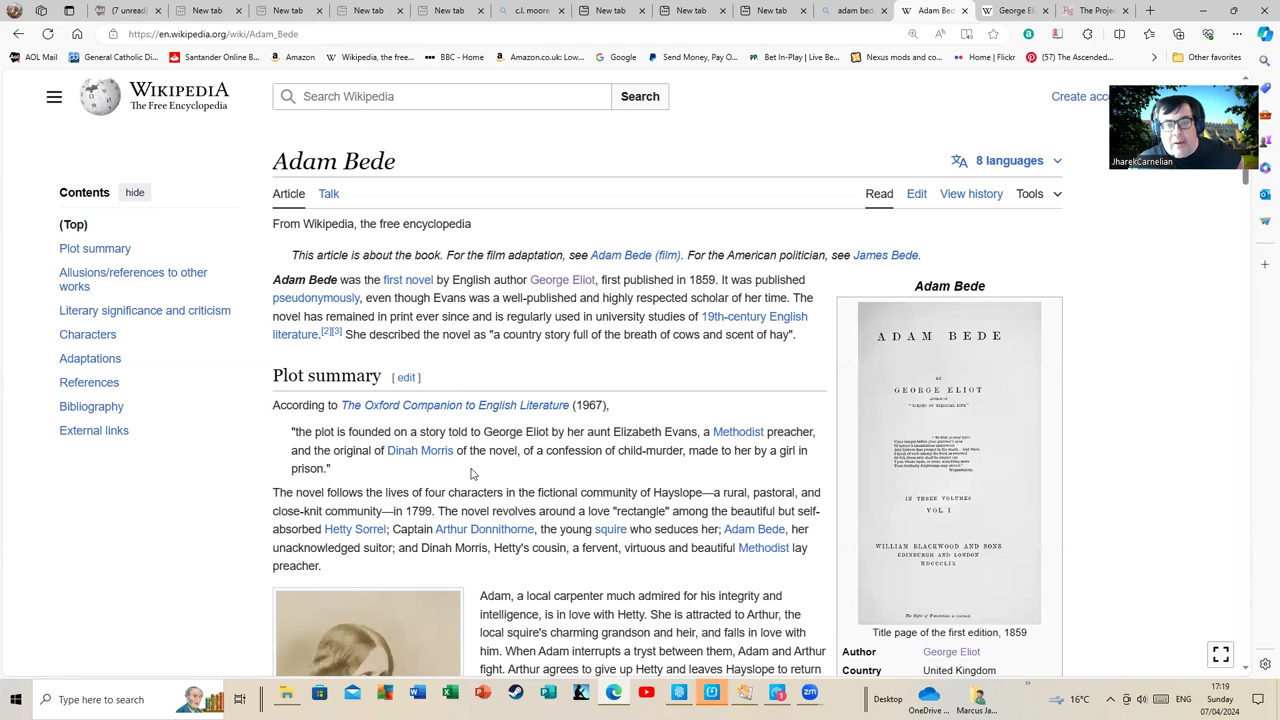 (7 unread)
c.l. moore
adam bede
George El
The Proje
Jharokha
https://en.wikipedia.org/wiki/Adam_Bede
AOL Mail
General Catholic Di...
Santander Online B...
Amazon
Wikipedia, the free...
BBC - Home
Amazon.co.uk: Low...
Google
Send Money, Pay O...
Bet In-Play | Live Be...
Nexus mods and co...
Home | Flickr
(57) The Ascended...
Other favorites
WIKIPEDIA
The Free Encyclopedia
Search Wikipedia
Search
Create acc
JharekCarnelian
Contents hide
(Top)
Plot summary
Allusions/references to other
works
Literary significance and criticism
Characters
Adaptations
References
Bibliography
External links
Adam Bede
8 languages
Article Talk
Read Edit View history Tools
From Wikipedia, the free encyclopedia
This article is about the book. For the film adaptation, see Adam Bede (film). For the American politician, see James Bede.
Adam Bede was the first novel by English author George Eliot, first published in 1859. It was published
pseudonymously, even though Evans was a well-published and highly respected scholar of her time. The
novel has remained in print ever since and is regularly used in university studies of 19th-century English
literature.[2][3] She described the novel as "a country story full of the breath of cows and scent of hay".
Plot summary [ edit ]
According to The Oxford Companion to English Literature (1967),
"the plot is founded on a story told to George Eliot by her aunt Elizabeth Evans, a Methodist preacher,
and the original of Dinah Morris of the novel, of a confession of child-murder, made to her by a girl in
prison."
The novel follows the lives of four characters in the fictional community of Hayslope—a rural, pastoral, and
close-knit community—in 1799. The novel revolves around a love "rectangle" among the beautiful but self-
absorbed Hetty Sorrel; Captain Arthur Donnithorne, the young squire who seduces her; Adam Bede, her
unacknowledged suitor; and Dinah Morris, Hetty's cousin, a fervent, virtuous and beautiful Methodist lay
preacher.
Adam, a local carpenter much admired for his integrity and
intelligence, is in love with Hetty. She is attracted to Arthur, the
local squire's charming grandson and heir, and falls in love with
him. When Adam interrupts a tryst between them, Adam and Arthur
fight. Arthur agrees to give up Hetty and leaves Hayslope to return
Adam Bede
ADAM BEDE
BY
GEORGE ELIOT
IN THREE VOLUMES
VOL I
WILLIAM BLACKWOOD AND SONS
EDINBURGH AND LONDON
MDCCCLIX
Title page of the first edition, 1859
Author George Eliot
Country United Kingdom
Type here to search
Desktop
OneDrive ...
Marcus Ja...
16°C
ENG
17:19
Sunday
07/04/2024